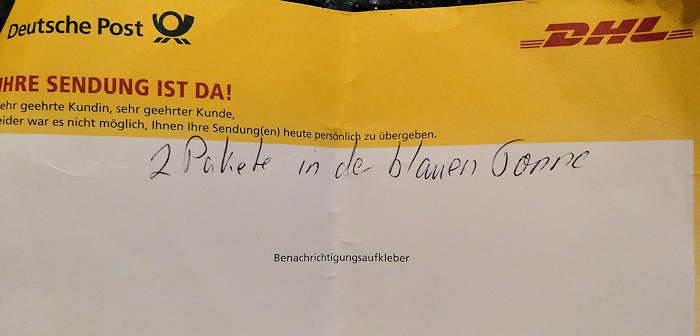 Deutsche Post DHL
IHRE SENDUNG IST DA!
ehr geehrte Kundin, sehr geehrter Kunde,
eider war es nicht möglich, Ihnen Ihre Sendung(en) heute persönlich zu übergeben.
2 Pakete in der blauen Tonne
Benachrichtigungsaufkleber